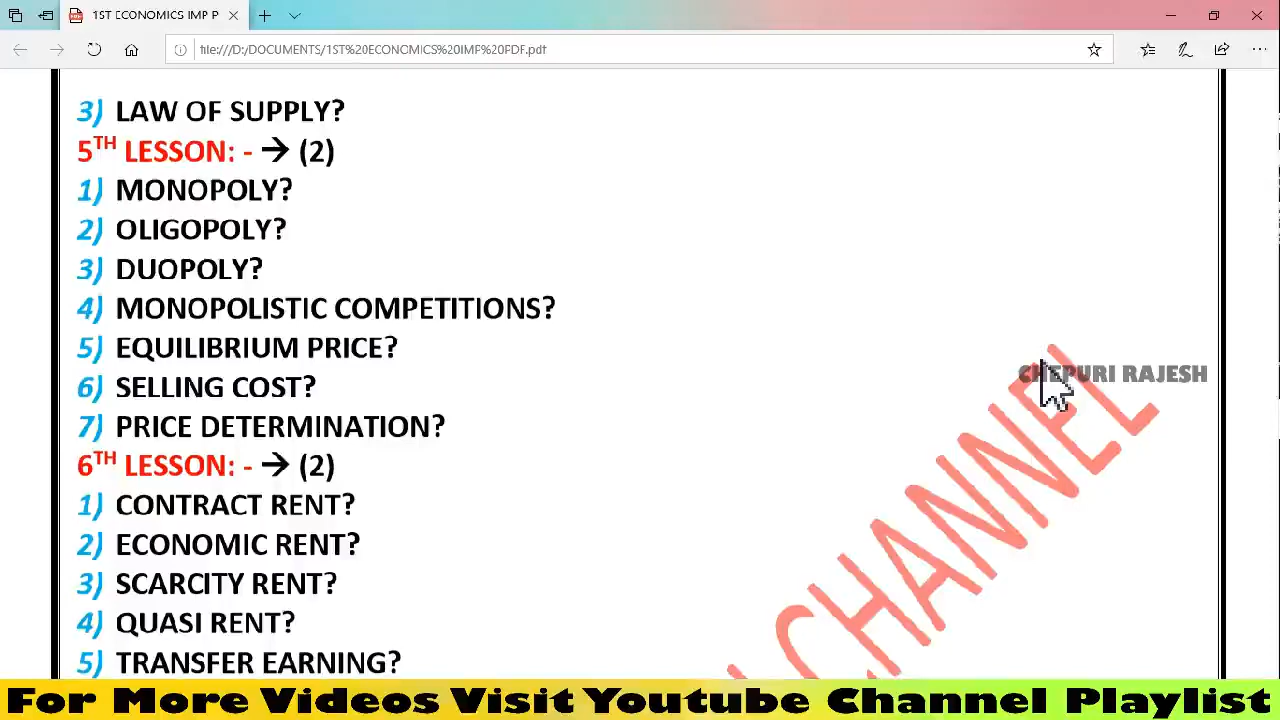 1ST ECONOMICS IMP P
file:///D:/DOCUMENTS/1ST%20ECONOMICS%20IMP%20PDF.pdf
3) LAW OF SUPPLY?
5TH LESSON: - → (2)
1) MONOPOLY?
2) OLIGOPOLY?
3) DUOPOLY?
4) MONOPOLISTIC COMPETITIONS?
5) EQUILIBRIUM PRICE?
6) SELLING COST?
7) PRICE DETERMINATION?
6TH LESSON: - → (2)
1) CONTRACT RENT?
2) ECONOMIC RENT?
3) SCARCITY RENT?
4) QUASI RENT?
5) TRANSFER EARNING?
CHEPURI RAJESH
CHANNEL
For More Videos Visit Youtube Channel Playlist